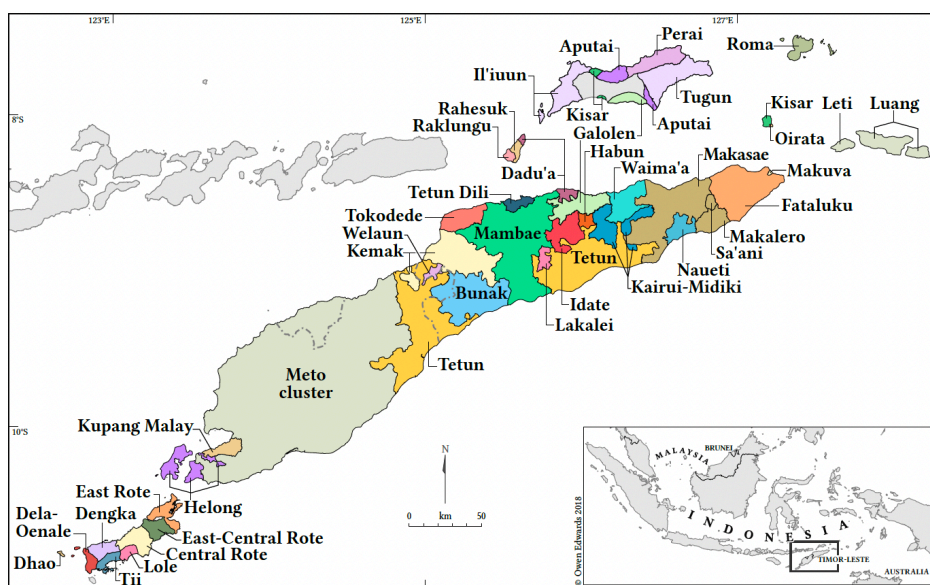 123°E
125°E
127°E
Perai
Aputai
Roma
Il'iuun
Tugun
Rahesuk
Raklungu
Kisar
Galolen
Aputai
Kisar
Leti
Luang
8°S
Oirata
Habun
Dadu'a
Waima'a
Makasae
Makuva
Tetun Dili
Tokodede
Mambae
Fataluku
Welaun
Kemak
Makalero
Tetun
Sa'ani
Naueti
Kairui-Midiki
Bunak
Idate
Lakalei
Tetun
Meto
cluster
Kupang Malay
10°S
N
East Rote
Helong
0
km
50
Dela-
Oenale
Dengka
East-Central Rote
Central Rote
Dhao
Lole
Tii
© Owen Edwards 2018
MALAYSIA
BRUNEI
INDONESIA
TIMOR-LESTE
AUSTRALIA